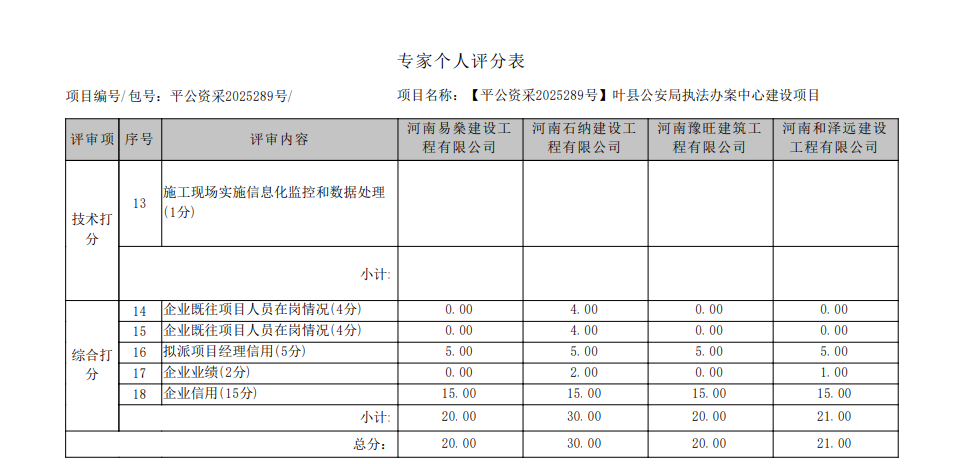 专家个人评分表
项目编号/包号：平公资采2025289号/ 项目名称：【平公资采2025289号】叶县公安局执法办案中心建设项目
评审项 序号 评审内容 河南易燊建设工程有限公司 河南石纳建设工程有限公司 河南豫旺建筑工程有限公司 河南和泽远建设工程有限公司
技术打分 13 施工现场实施信息化监控和数据处理(1分)
小计:
综合打分
14 企业既往项目人员在岗情况(4分) 0.00 4.00 0.00 0.00
15 企业既往项目人员在岗情况(4分) 0.00 4.00 0.00 0.00
16 拟派项目经理信用(5分) 5.00 5.00 5.00 5.00
17 企业业绩(2分) 0.00 2.00 0.00 1.00
18 企业信用(15分) 15.00 15.00 15.00 15.00
小计: 20.00 30.00 20.00 21.00
总分: 20.00 30.00 20.00 21.00